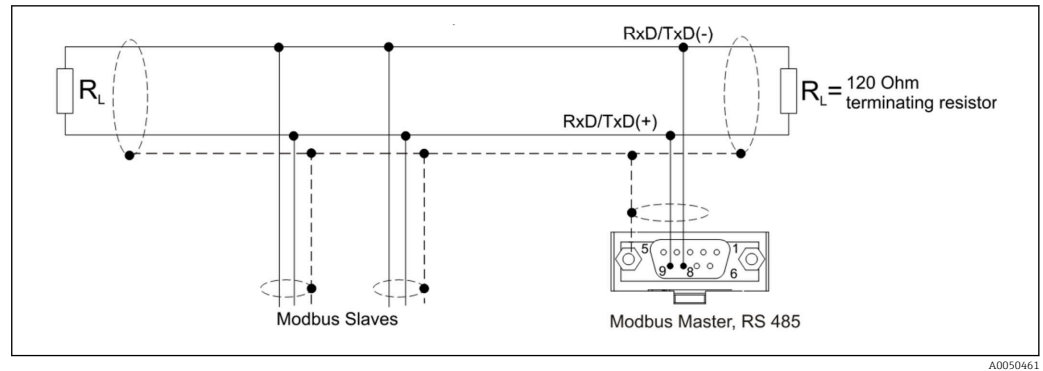 RxD/TxD(-)
RL
RL= 120 Ohm
terminating resistor
RxD/TxD(+)
5 1
9 8 6
Modbus Slaves
Modbus Master, RS 485
A0050461